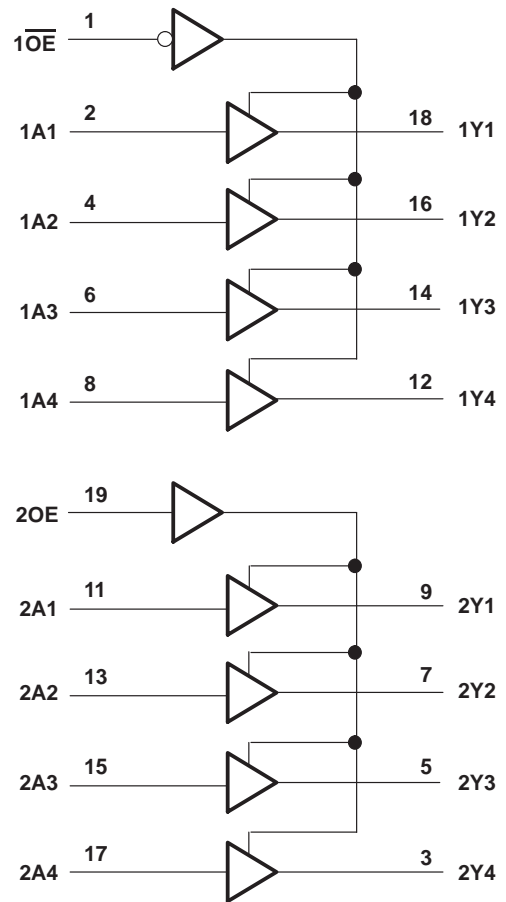 1O̅E̅ 1
1A1 2 18 1Y1
1A2 4 16 1Y2
1A3 6 14 1Y3
1A4 8 12 1Y4
2OE 19
2A1 11 9 2Y1
2A2 13 7 2Y2
2A3 15 5 2Y3
2A4 17 3 2Y4